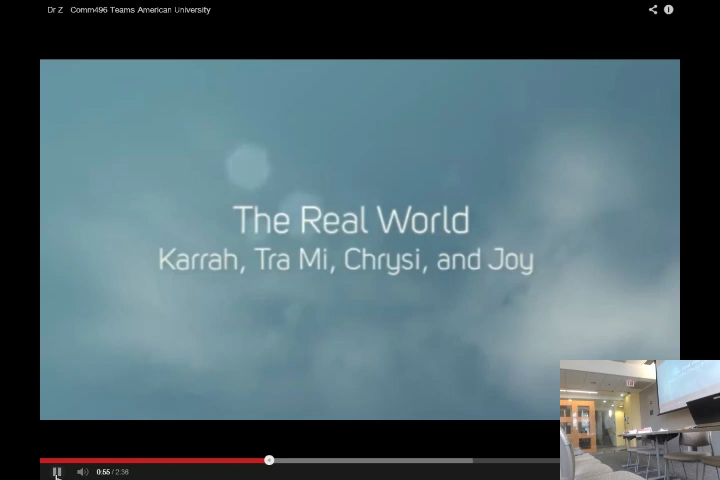 Dr Z Comm496 Teams American University
The Real World
Karrah, Tra Mi, Chrysi, and Joy
0:55 / 2:36